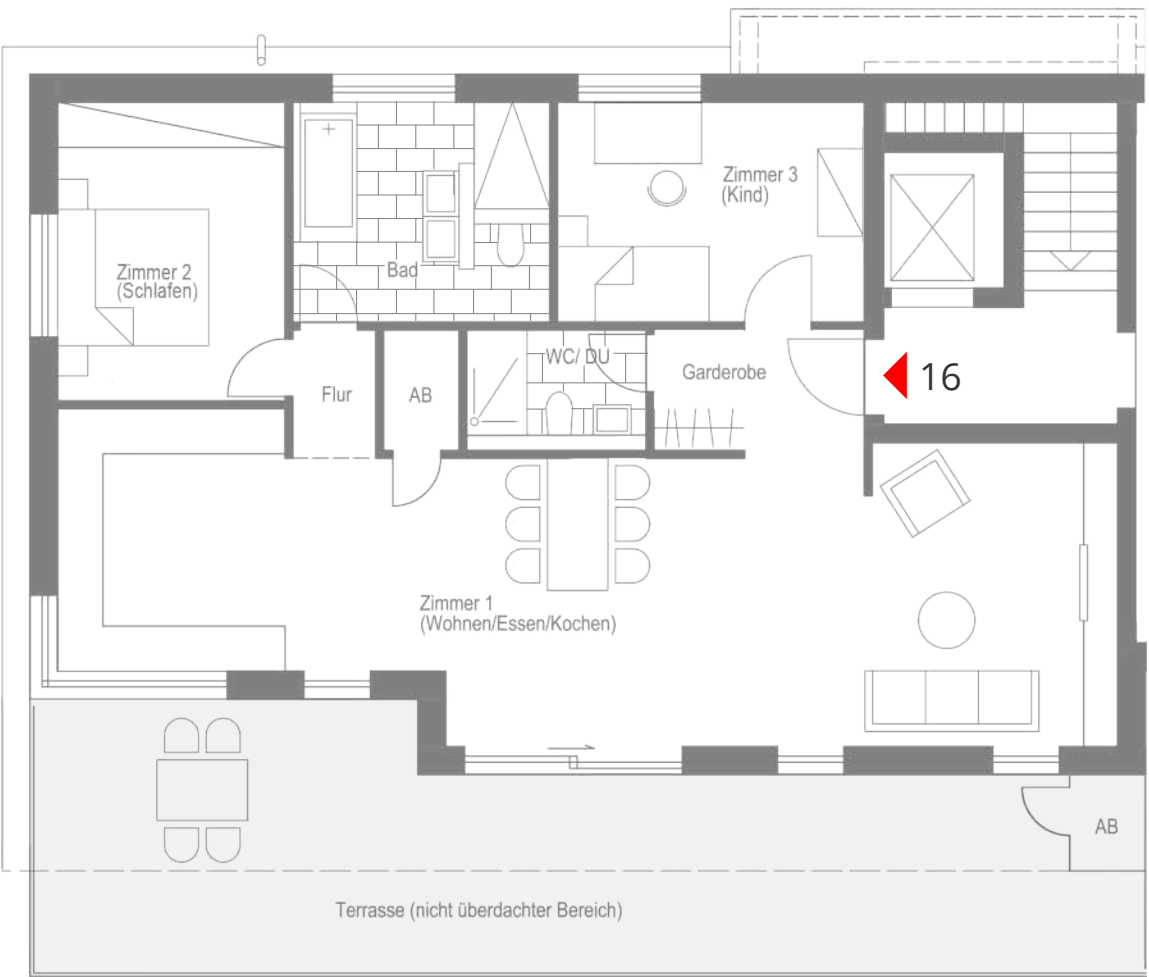 Zimmer 3
(Kind)
Zimmer 2
(Schlafen)
Bad
WC/ DU
Garderobe
16
Flur
AB
Zimmer 1
(Wohnen/Essen/Kochen)
AB
Terrasse (nicht überdachter Bereich)